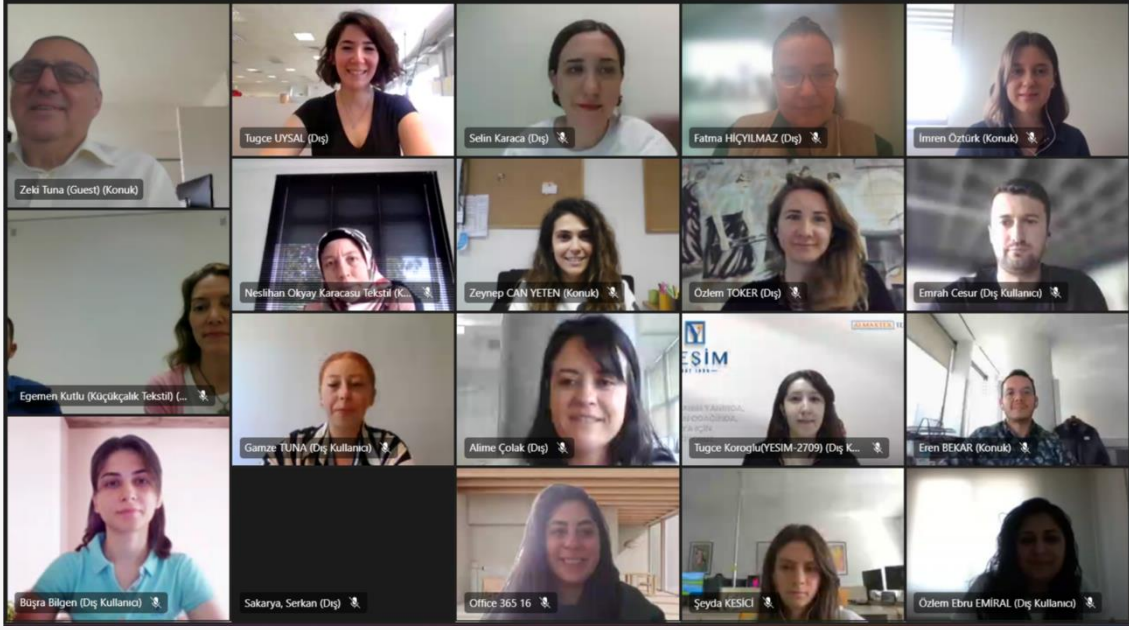 Zeki Tuna (Guest) (Konuk)
Tugce UYSAL (Dış)
Selin Karaca (Dış)
Fatma HİÇYILMAZ (Dış)
İmren Öztürk (Konuk)
Neslihan Okyay Karacasu Tekstil (K...
Zeynep CAN YETEN (Konuk)
Özlem TOKER (Dış)
Emrah Cesur (Dış Kullanıcı)
Egemen Kutlu (Küçükçalık Tekstil) (...
Gamze TUNA (Dış Kullanıcı)
Alime Çolak (Dış)
EŞİM
Tugce Koroglu(YESIM-2709) (Dış K...
Eren BEKAR (Konuk)
Büşra Bilgen (Dış Kullanıcı)
Sakarya, Serkan (Dış)
Office 365 16
Şeyda KESİCİ
Özlem Ebru EMİRAL (Dış Kullanıcı)